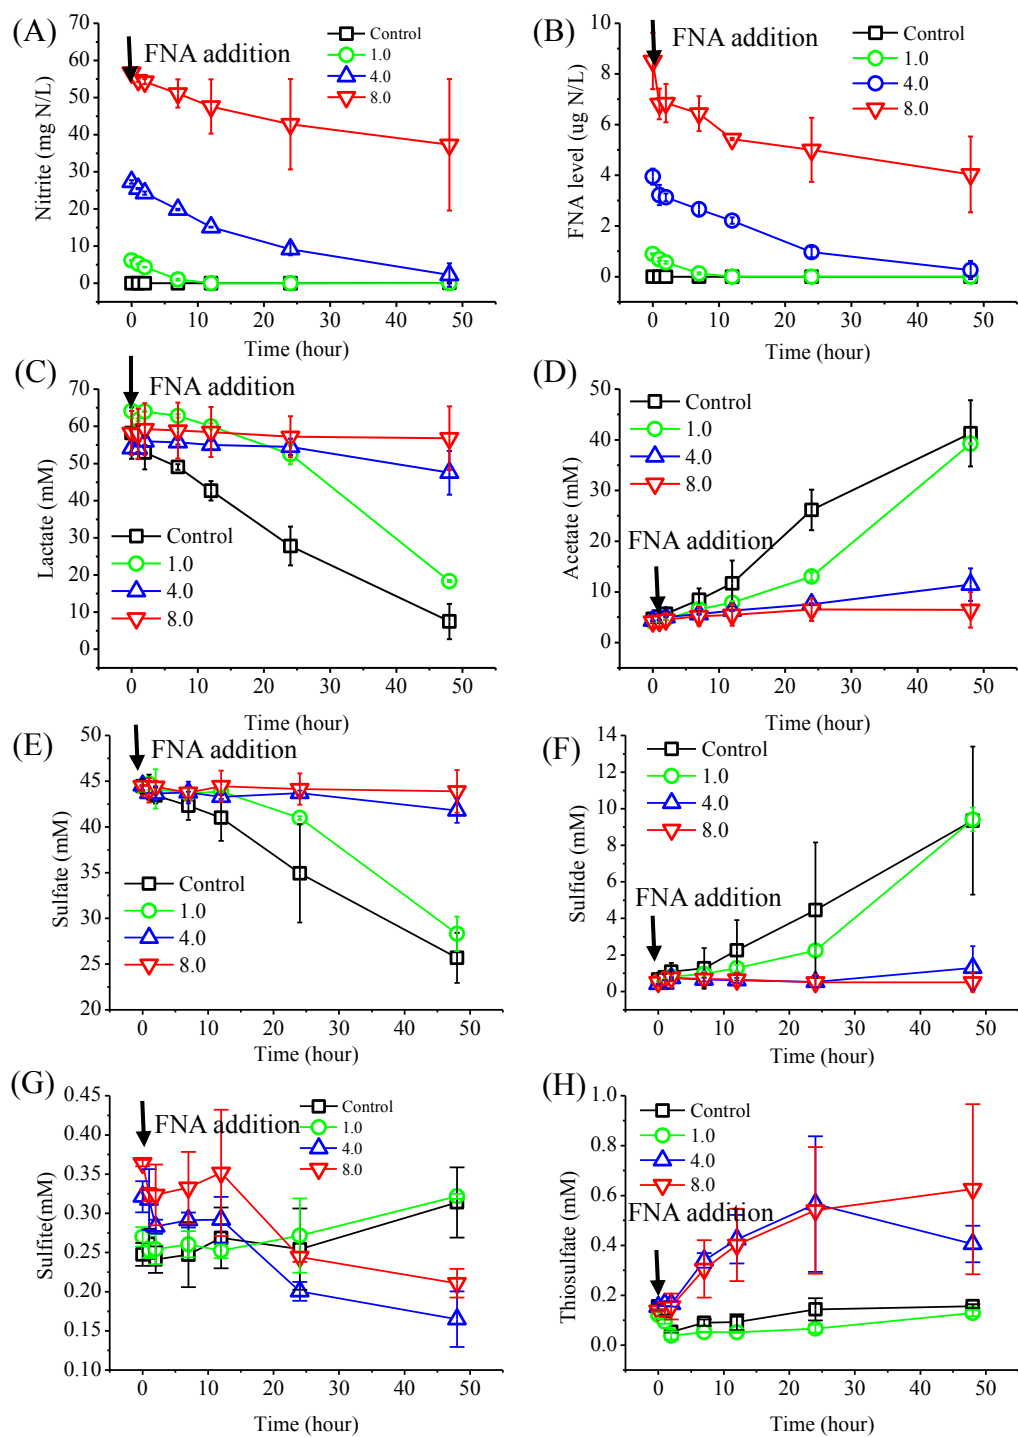 (A)
FNA addition
Control
1.0
4.0
8.0
Nitrite (mg N/L)
70
60
50
40
30
20
10
0
0 10 20 30 40 50
Time (hour)
(B)
FNA addition
Control
1.0
4.0
8.0
FNA level (ug N/L)
10
8
6
4
2
0
0 10 20 30 40 50
Time (hour)
(C)
FNA addition
Control
1.0
4.0
8.0
Lactate (mM)
70
60
50
40
30
20
10
0
0 10 20 30 40 50
Time (hour)
(D)
Control
1.0
4.0
8.0
FNA addition
Acetate (mM)
50
40
30
20
10
0
0 10 20 30 40 50
Time (hour)
(E)
FNA addition
Control
1.0
4.0
8.0
Sulfate (mM)
50
45
40
35
30
25
20
0 10 20 30 40 50
Time (hour)
(F)
Control
1.0
4.0
8.0
FNA addition
Sulfide (mM)
14
12
10
8
6
4
2
0
0 10 20 30 40 50
Time (hour)
(G)
FNA addition
Control
1.0
4.0
8.0
Sulfite(mM)
0.45
0.40
0.35
0.30
0.25
0.20
0.15
0.10
0 10 20 30 40 50
Time (hour)
(H)
Control
1.0
4.0
8.0
FNA addition
Thiosulfate (mM)
1.0
0.8
0.6
0.4
0.2
0.0
0 10 20 30 40 50
Time (hour)